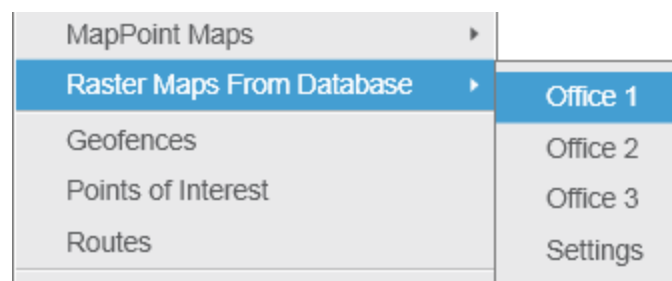 MapPoint Maps
Raster Maps From Database
Geofences
Points of Interest
Routes
Office 1
Office 2
Office 3
Settings